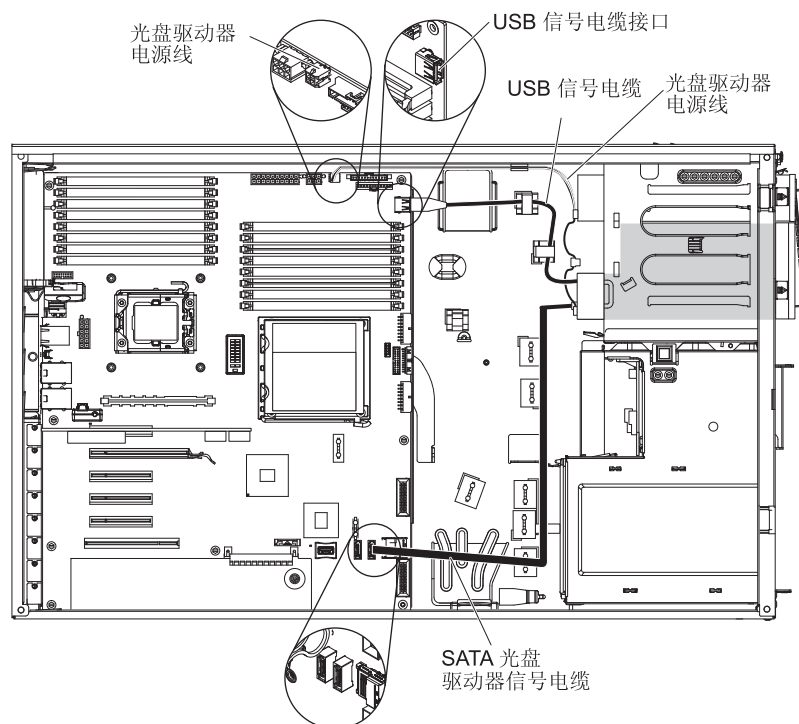 光盘驱动器
电源线
USB 信号电缆接口
USB 信号电缆
光盘驱动器
电源线
SATA 光盘
驱动器信号电缆